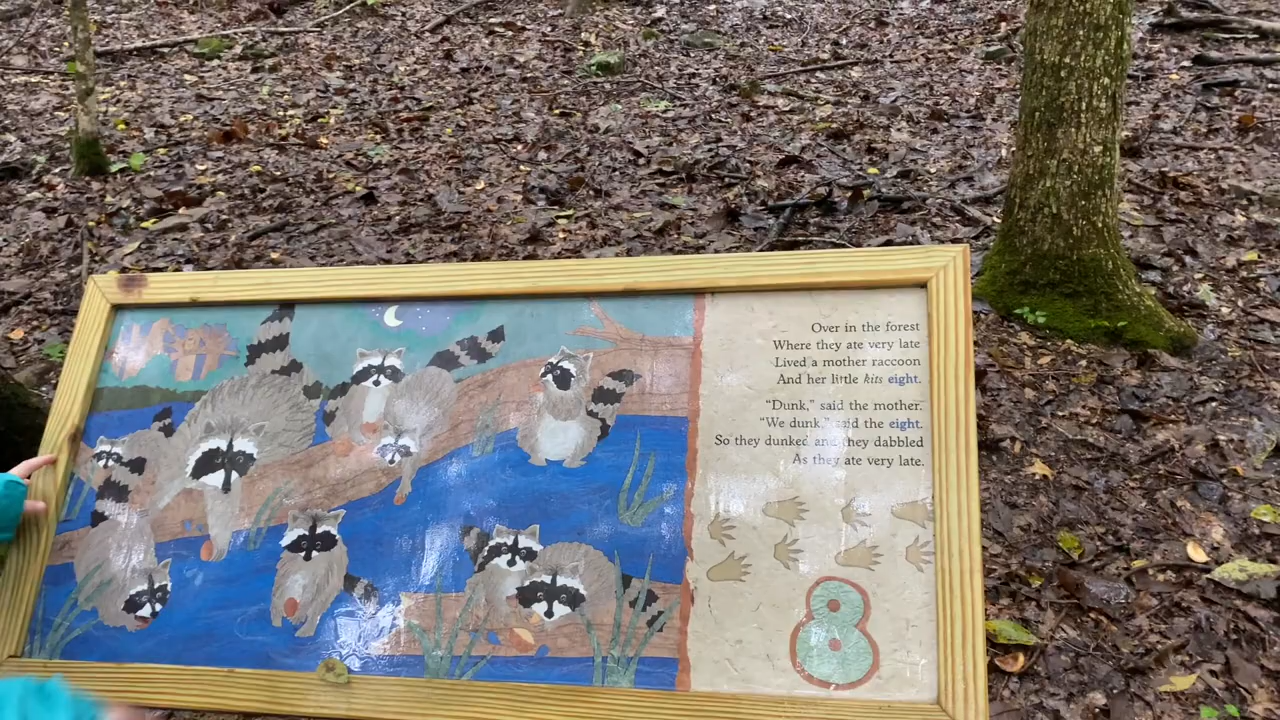 Over in the forest
Where they ate very late
Lived a mother raccoon
And her little kits eight.
“Dunk,” said the mother.
“We dunk,” said the eight.
So they dunked and they dabbled
As they ate very late.
8